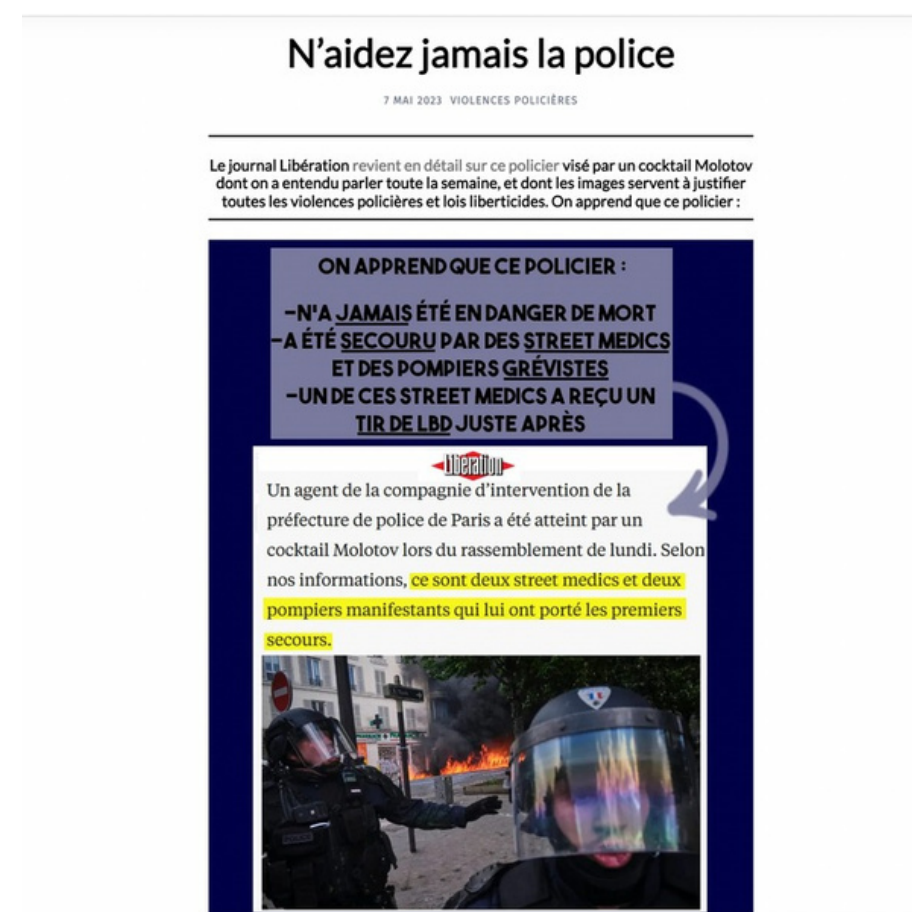 N’aidez jamais la police
7 MAI 2023 VIOLENCES POLICIÈRES
Le journal Libération revient en détail sur ce policier visé par un cocktail Molotov
dont on a entendu parler toute la semaine, et dont les images servent à justifier
toutes les violences policières et lois liberticides. On apprend que ce policier :
ON APPREND QUE CE POLICIER :
-N'A JAMAIS ÉTÉ EN DANGER DE MORT
-A ÉTÉ SECOURU PAR DES STREET MEDICS
ET DES POMPIERS GRÉVISTES
-UN DE CES STREET MEDICS A REÇU UN
TIR DE LBD JUSTE APRÈS
Libération
Un agent de la compagnie d’intervention de la
préfecture de police de Paris a été atteint par un
cocktail Molotov lors du rassemblement de lundi. Selon
nos informations, ce sont deux street medics et deux
pompiers manifestants qui lui ont porté les premiers
secours.